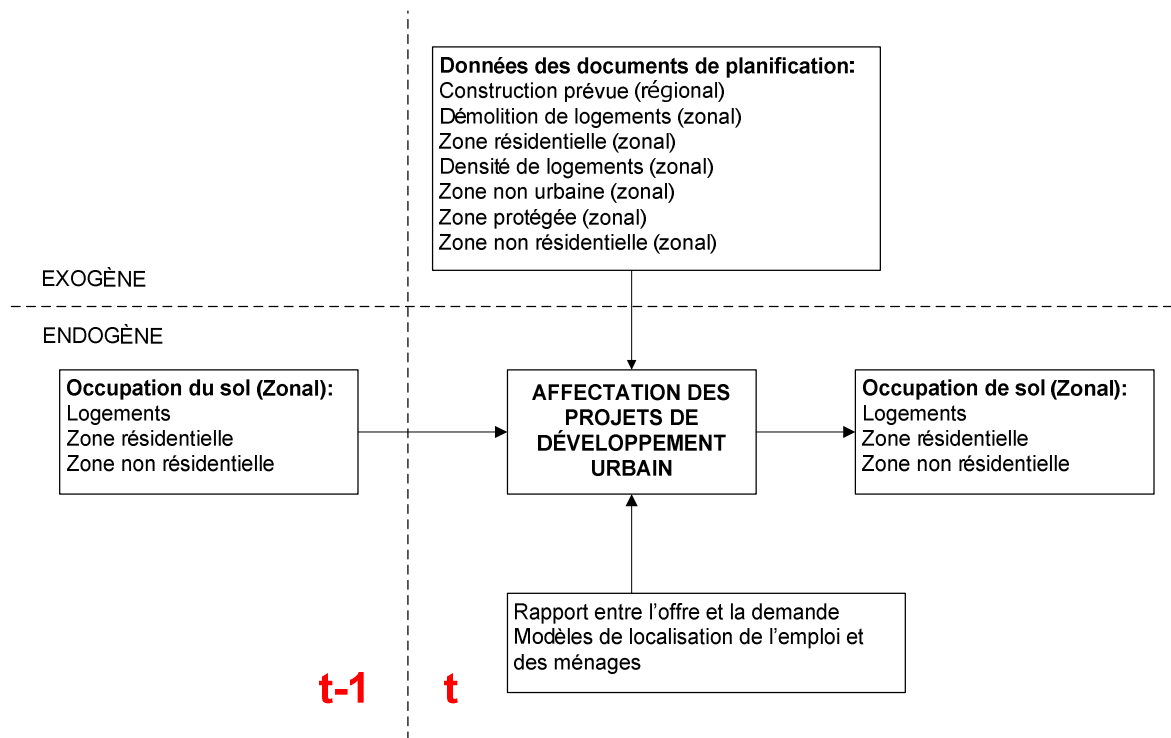 Données des documents de planification:
Construction prévue (régional)
Démolition de logements (zonal)
Zone résidentielle (zonal)
Densité de logements (zonal)
Zone non urbaine (zonal)
Zone protégée (zonal)
Zone non résidentielle (zonal)
EXOGÈNE
ENDOGÈNE
Occupation du sol (Zonal):
Logements
Zone résidentielle
Zone non résidentielle
AFFECTATION DES
PROJETS DE
DÉVELOPPEMENT
URBAIN
Occupation de sol (Zonal):
Logements
Zone résidentielle
Zone non résidentielle
Rapport entre l’offre et la demande
Modèles de localisation de l’emploi et
des ménages
t-1
t